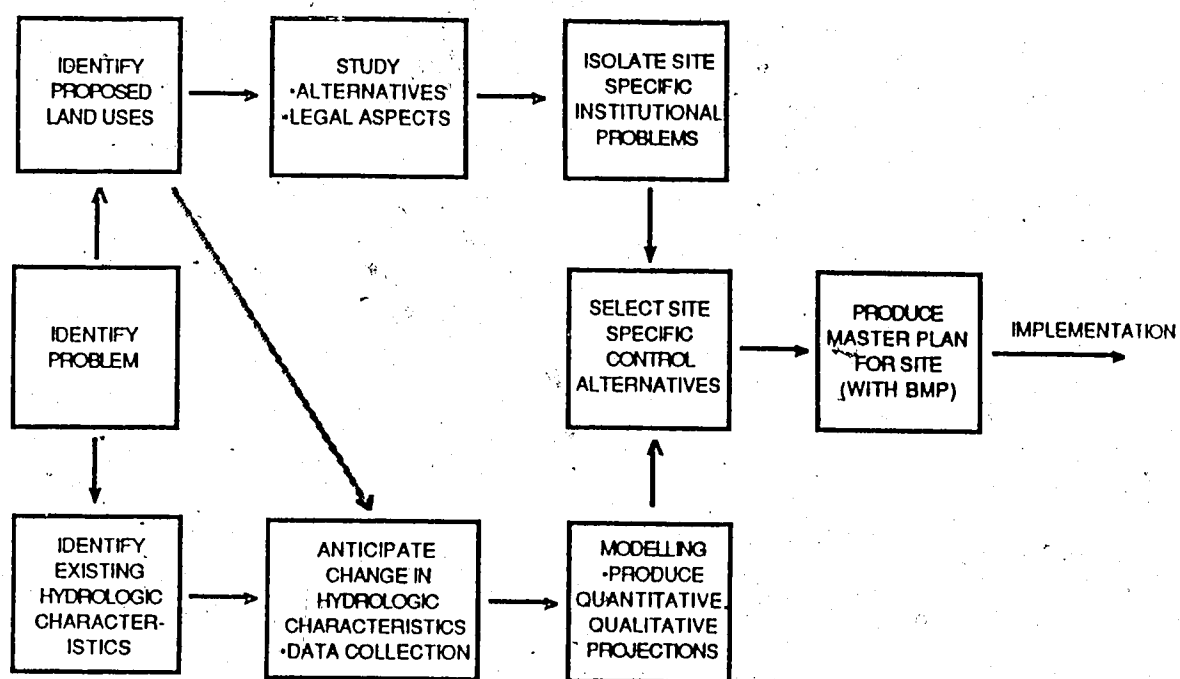 IDENTIFY
PROPOSED
LAND USES
STUDY
•ALTERNATIVES
•LEGAL ASPECTS
ISOLATE SITE
SPECIFIC
INSTITUTIONAL
PROBLEMS
IDENTIFY
PROBLEM
SELECT SITE
SPECIFIC
CONTROL
ALTERNATIVES
PRODUCE
MASTER PLAN
FOR SITE
(WITH BMP)
IMPLEMENTATION
IDENTIFY
EXISTING
HYDROLOGIC
CHARACTER-
ISTICS
ANTICIPATE
CHANGE IN
HYDROLOGIC
CHARACTERISTICS
•DATA COLLECTION
MODELLING
•PRODUCE
QUANTITATIVE,
QUALITATIVE
PROJECTIONS